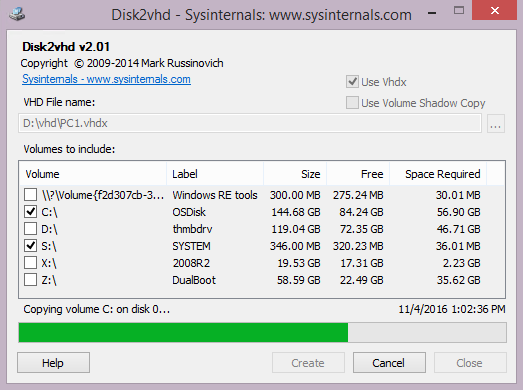 Disk2vhd - Sysinternals: www.sysinternals.com
Disk2vhd v2.01
Copyright © 2009-2014 Mark Russinovich
Sysinternals - www.sysinternals.com
Use Vhdx
VHD File name:
Use Volume Shadow Copy
D:\vhd\PC1.vhdx ...
Volumes to include:
Volume Label Size Free Space Required
\\?\Volume{f2d307cb-3... Windows RE tools 300.00 MB 275.24 MB 30.01 MB
C:\ OSDisk 144.68 GB 84.24 GB 56.90 GB
D:\ thmbdrv 119.04 GB 72.35 GB 46.71 GB
S:\ SYSTEM 346.00 MB 320.23 MB 36.01 MB
X:\ 2008R2 19.53 GB 17.31 GB 2.23 GB
Z:\ DualBoot 58.59 GB 22.49 GB 35.62 GB
Copying volume C: on disk 0... 11/4/2016 1:02:36 PM
Help Create Cancel Close